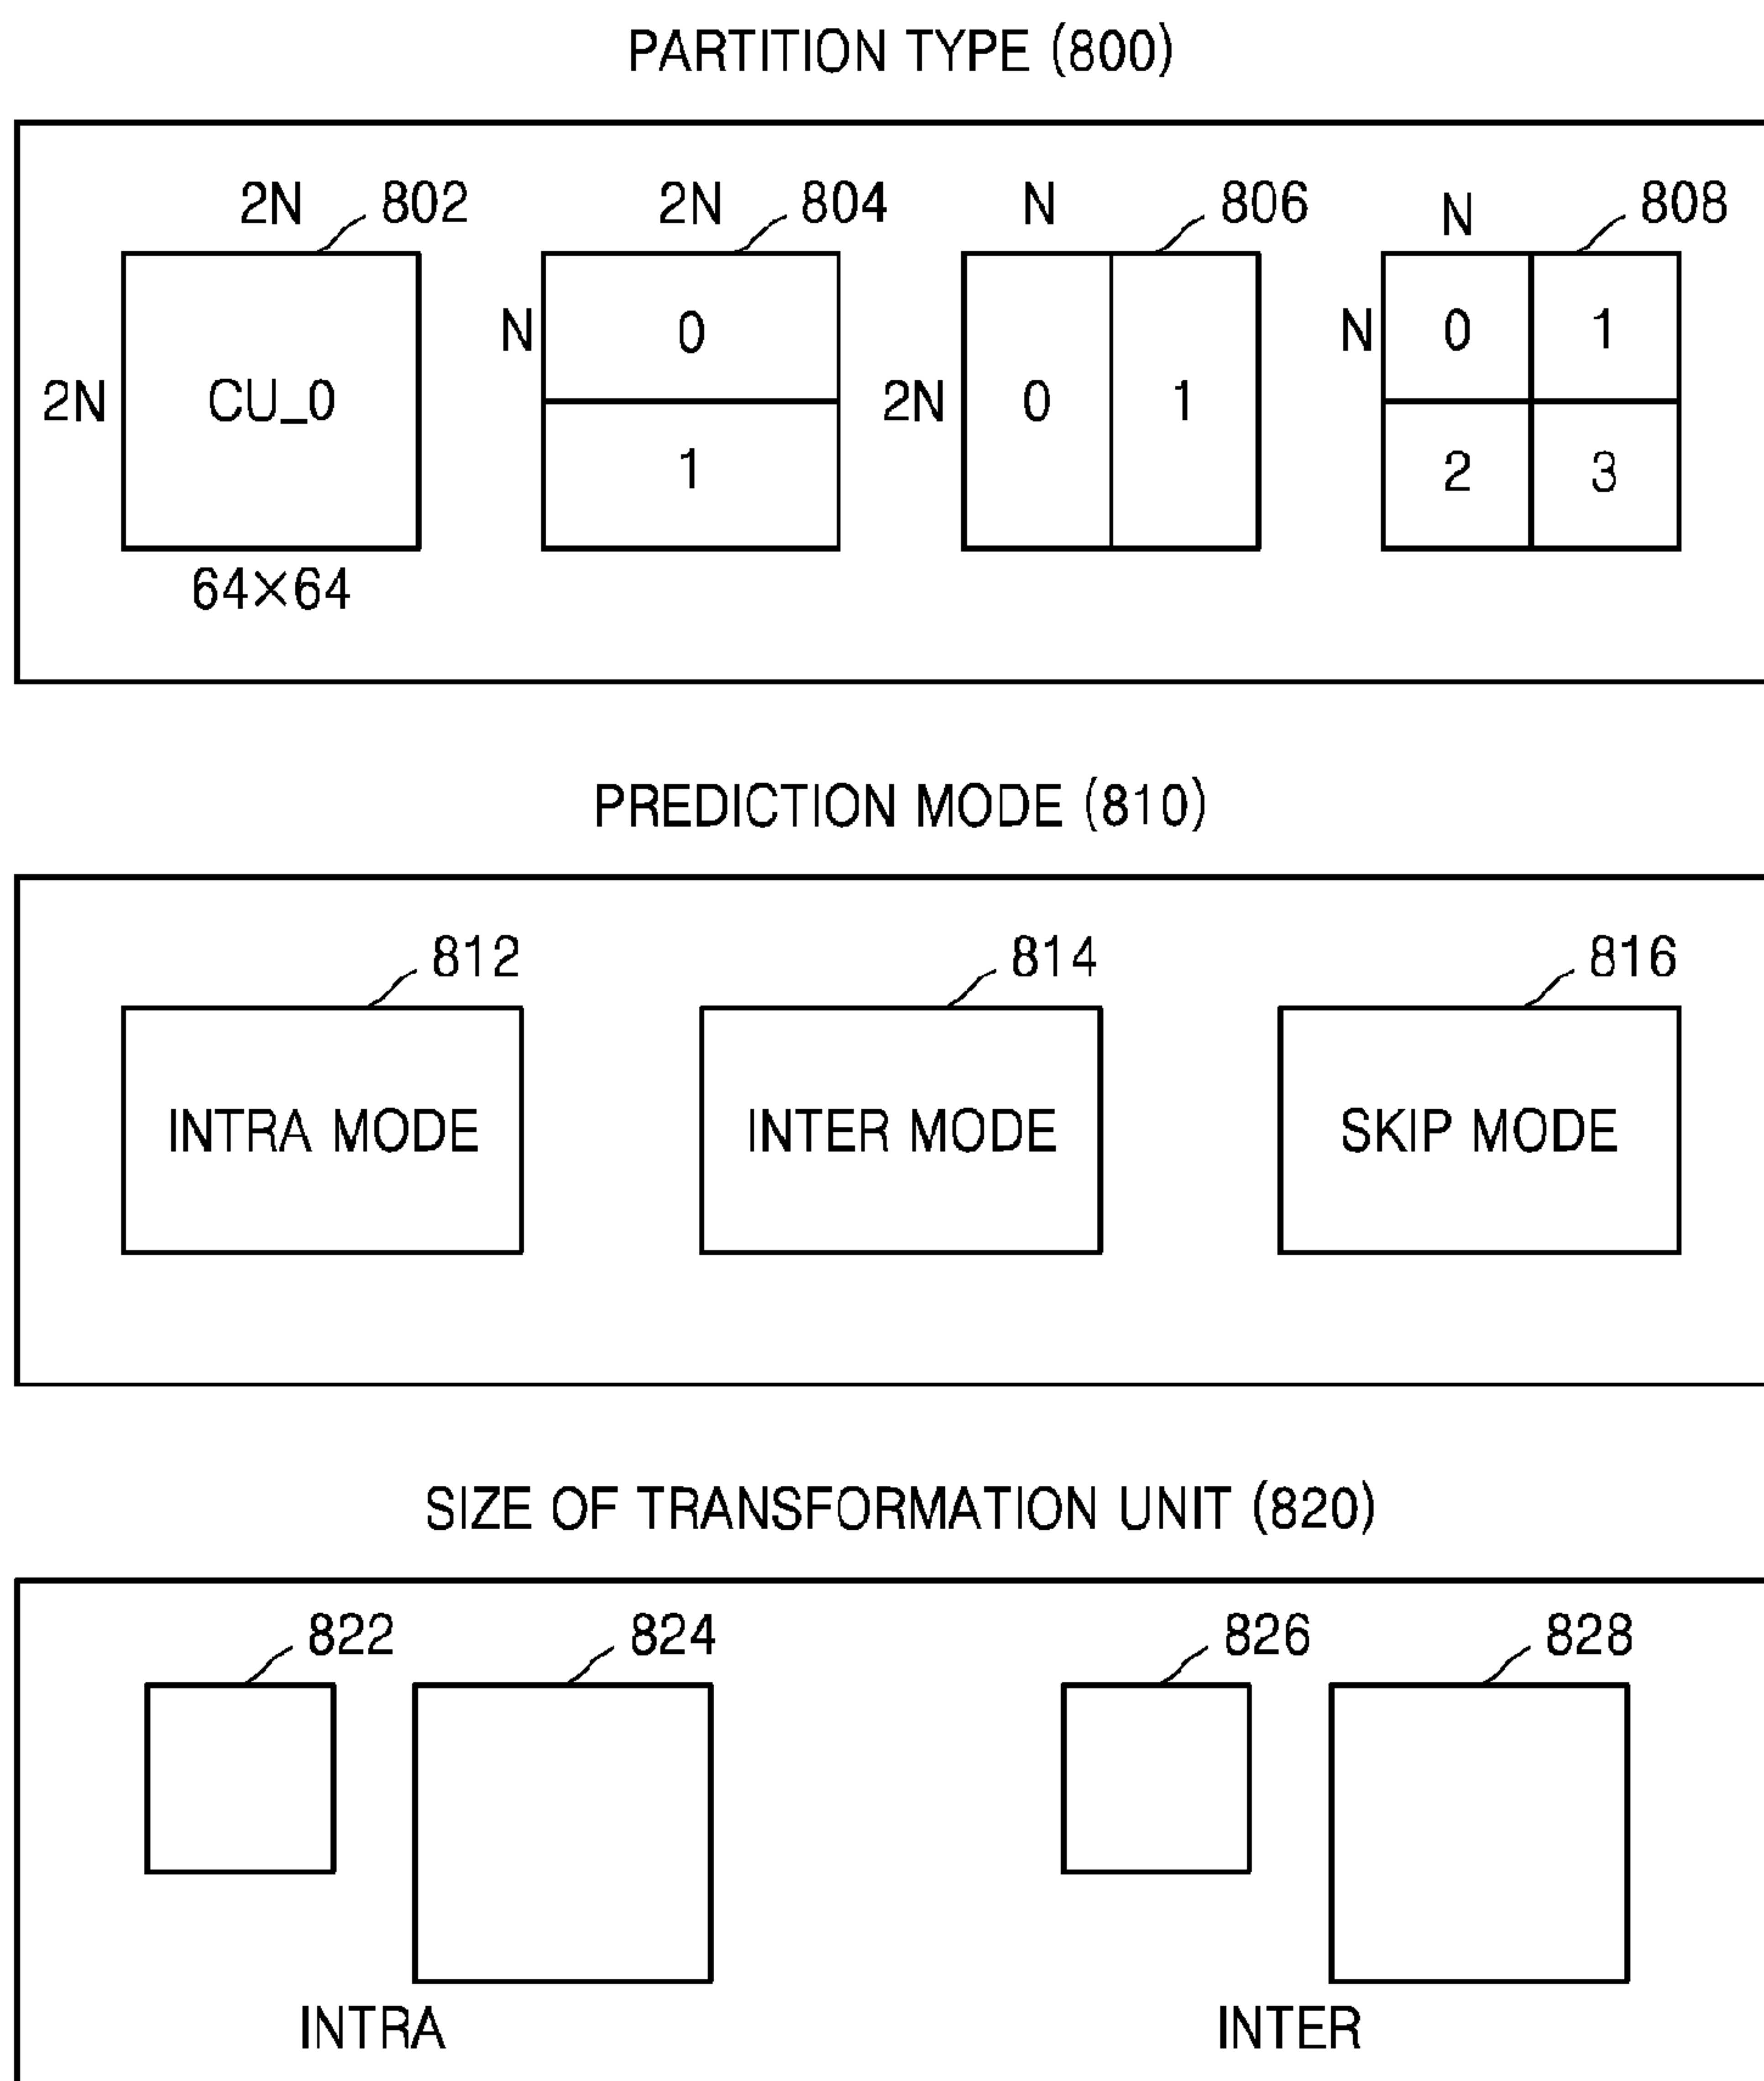 PARTITION TYPE (800)
2N 802 2N 804 N 806 N 808
N 0 N 0 1
2N CU_0 2N 0 1
1 2 3
64×64
PREDICTION MODE (810)
812 814 816
INTRA MODE INTER MODE SKIP MODE
SIZE OF TRANSFORMATION UNIT (820)
822 824 826 828
INTRA INTER